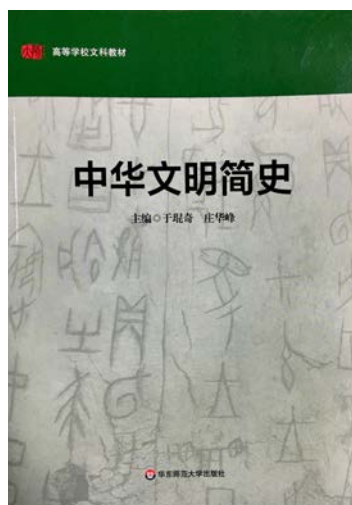 高等学校文科教材
中华文明简史
主编○于琨奇 庄华峰
华东师范大学出版社